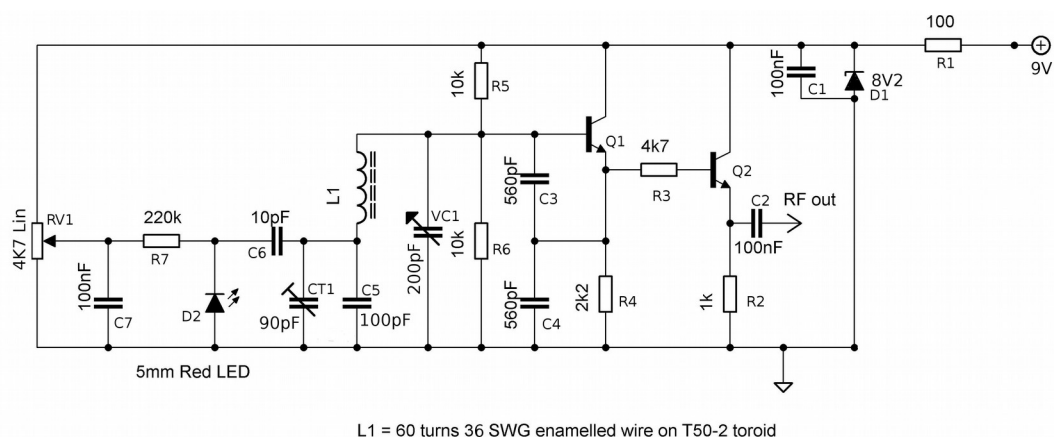 100
R1
9V
100nF
C1
8V2
D1
10k
R5
Q1
4k7
R3
Q2
C2
100nF
RF out
560pF
C3
L1
VC1
200pF
10k
R6
4K7 Lin
RV1
220k
R7
10pF
C6
100nF
C7
D2
CT1
90pF
C5
100pF
560pF
C4
2k2
R4
1k
R2
5mm Red LED
L1 = 60 turns 36 SWG enamelled wire on T50-2 toroid